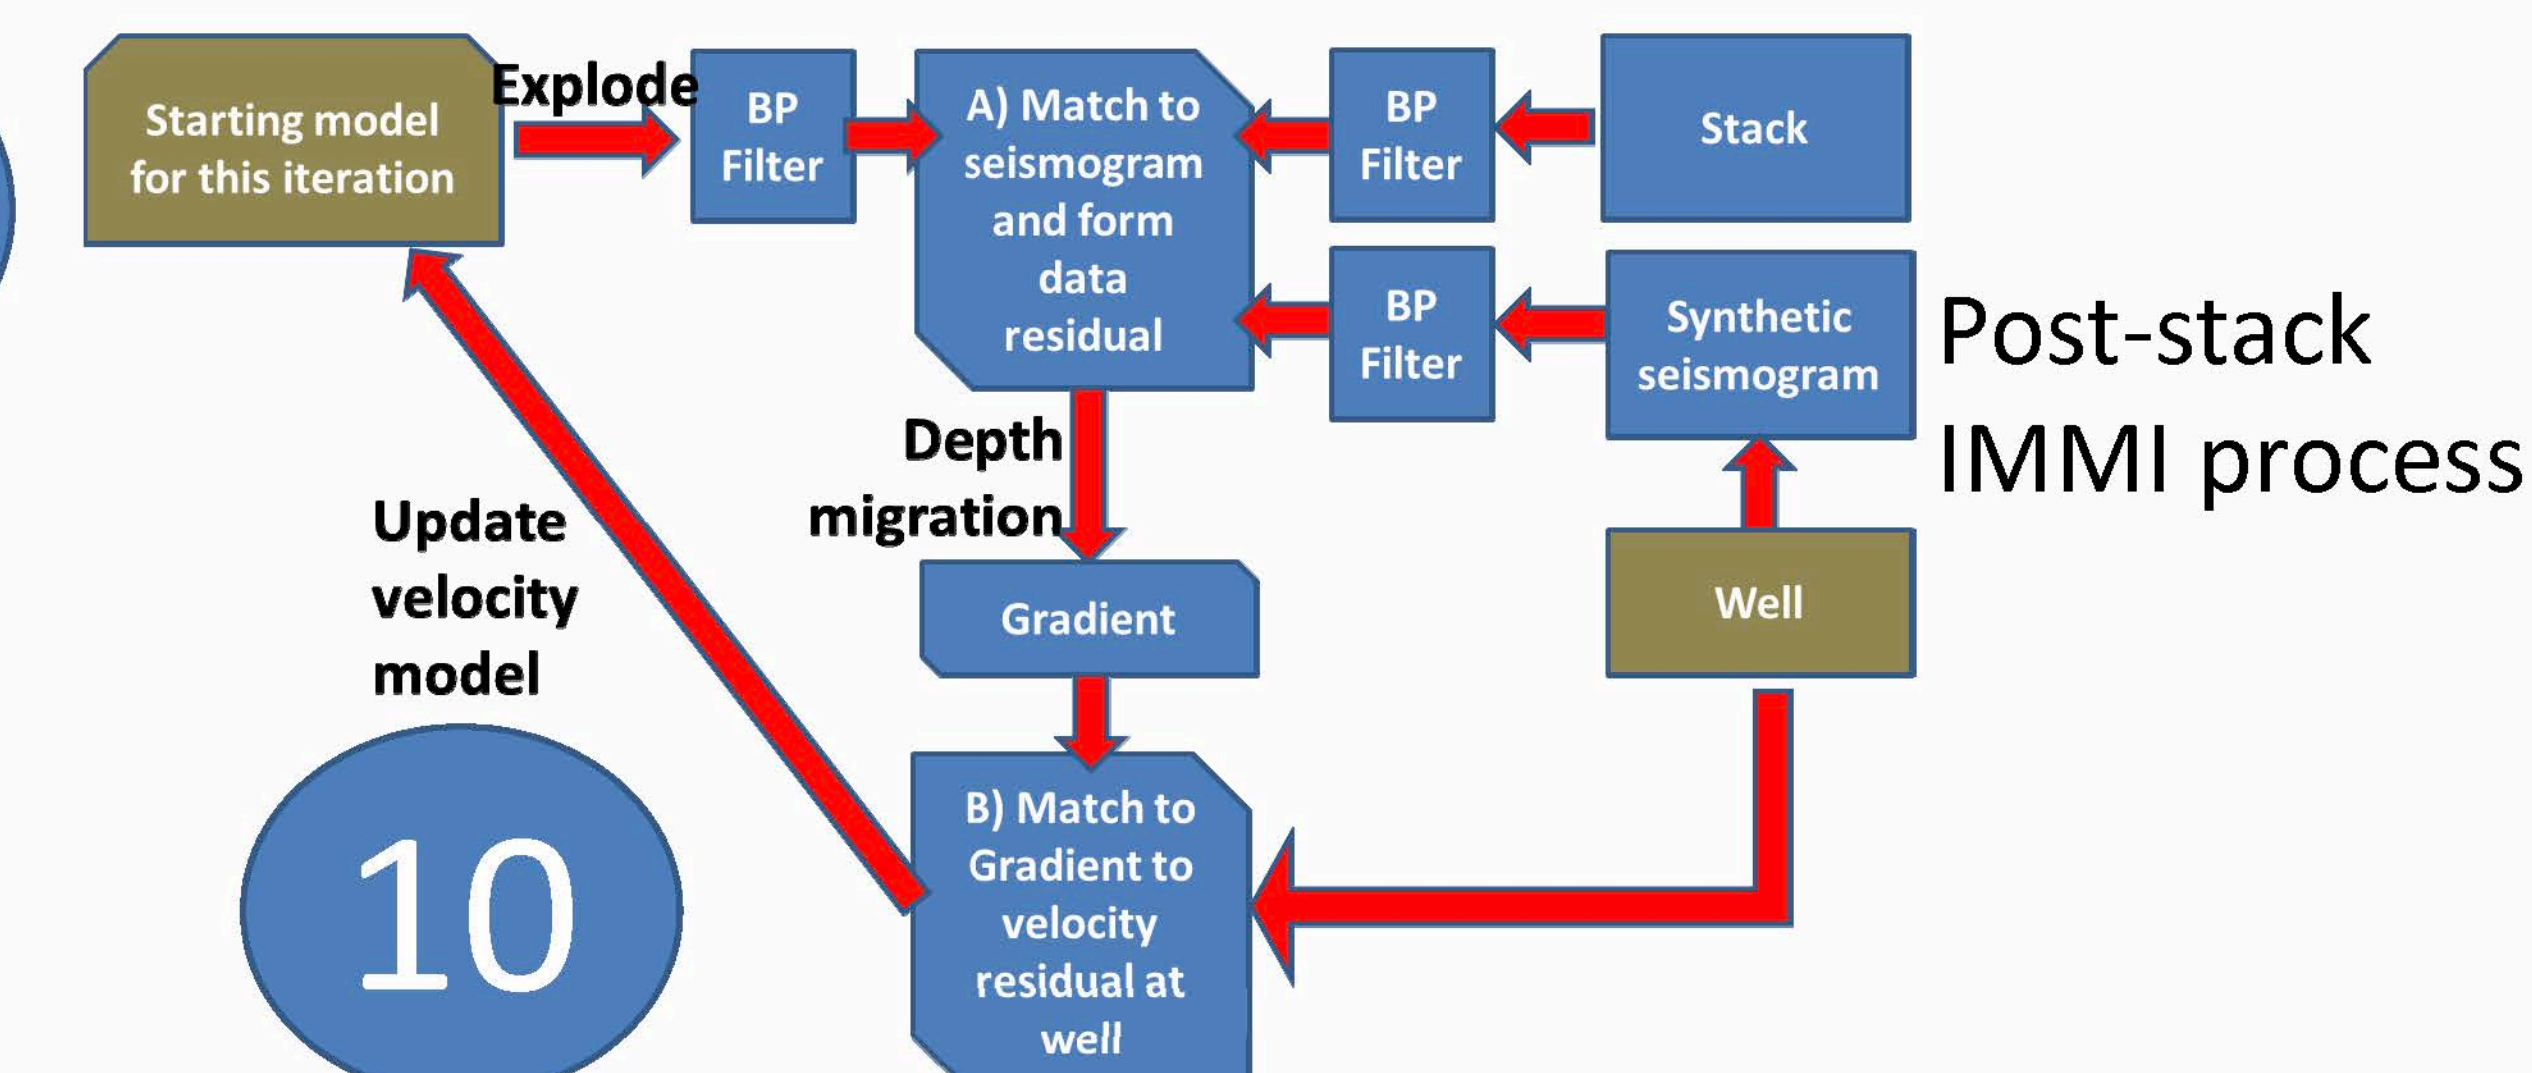 Starting model
for this iteration
Explode
BP
Filter
A) Match to
seismogram
and form
data
residual
BP
Filter
Stack
BP
Filter
Synthetic
seismogram
Post-stack
IMMI process
Depth
migration
Update
velocity
model
Gradient
Well
10
B) Match to
Gradient to
velocity
residual at
well